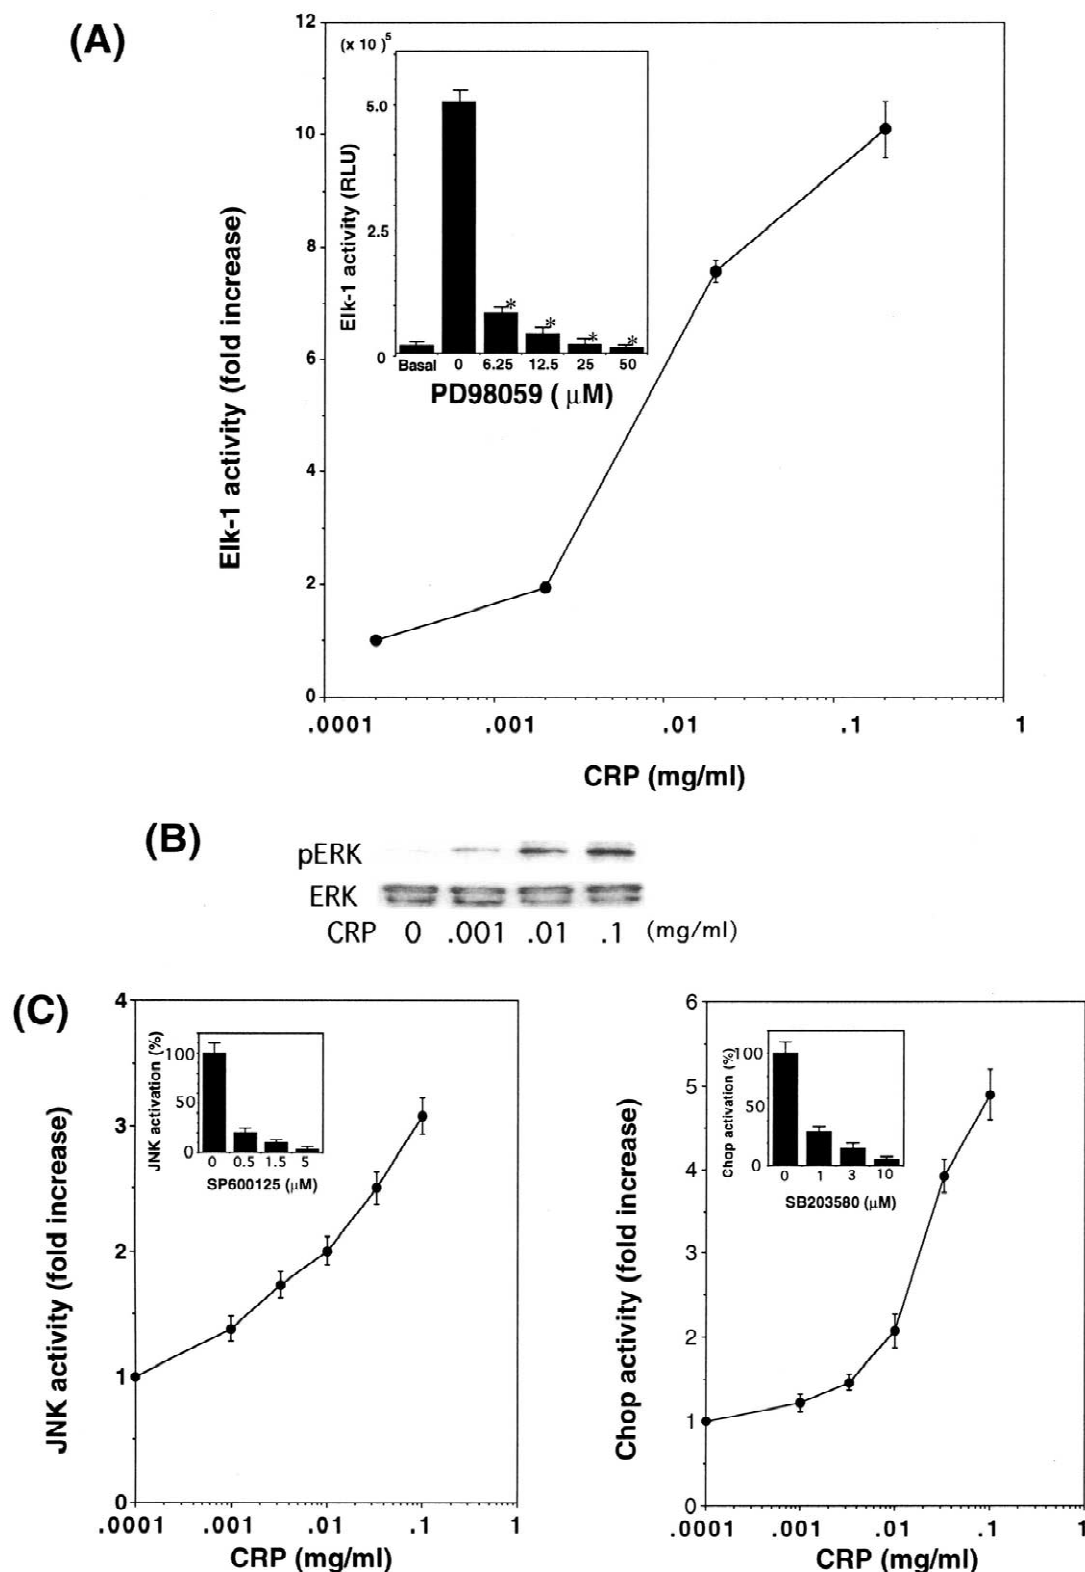 (A)
12
10
8
6
4
2
0
Elk-1 activity (fold increase)
.0001 .001 .01 .1 1
CRP (mg/ml)
(x 10 )5
5.0
2.5
0
Elk-1 activity (RLU)
* * * *
Basal 0 6.25 12.5 25 50
PD98059 ( μM)
(B)
pERK
ERK
CRP 0 .001 .01 .1 (mg/ml)
(C)
4
3
2
1
0
JNK activity (fold increase)
.0001 .001 .01 .1 1
CRP (mg/ml)
100
50
0
JNK activation (%)
0 0.5 1.5 5
SP600125 (μM)
6
5
4
3
2
1
0
Chop activity (fold increase)
.0001 .001 .01 .1 1
CRP (mg/ml)
100
50
0
Chop activation (%)
0 1 3 10
SB203580 (μM)